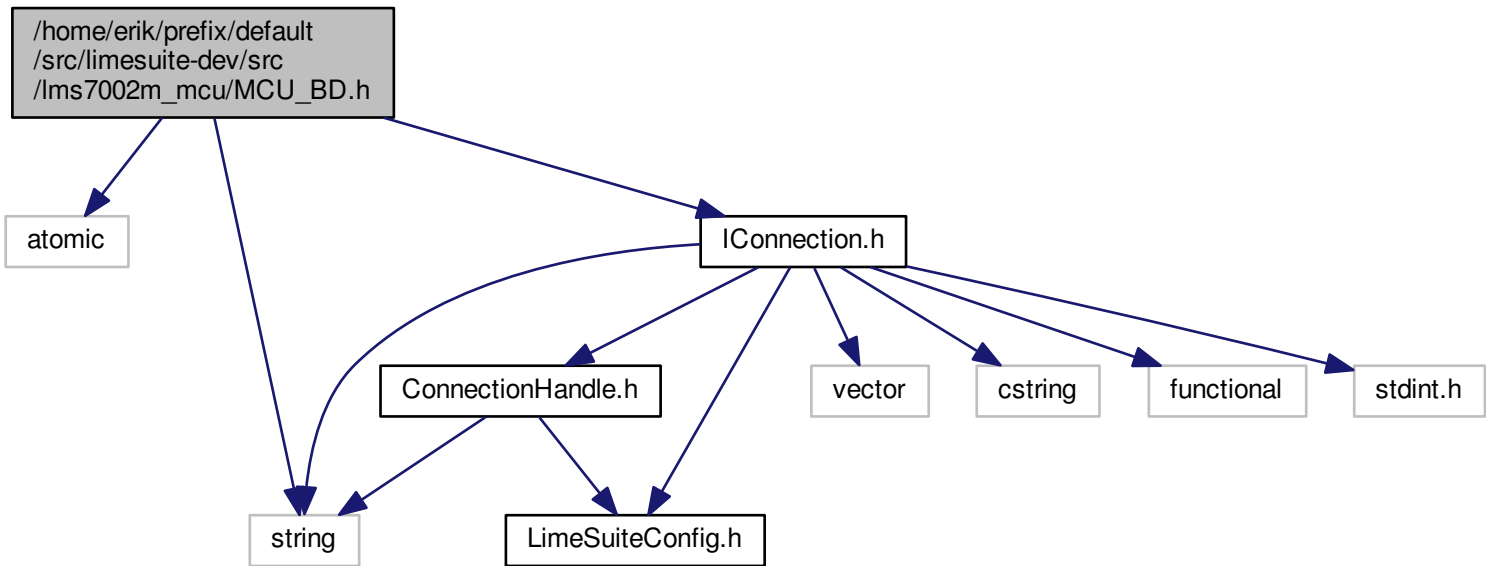 /home/erik/prefix/default
/src/limesuite-dev/src
/lms7002m_mcu/MCU_BD.h
atomic
IConnection.h
ConnectionHandle.h
vector
cstring
functional
stdint.h
string
LimeSuiteConfig.h